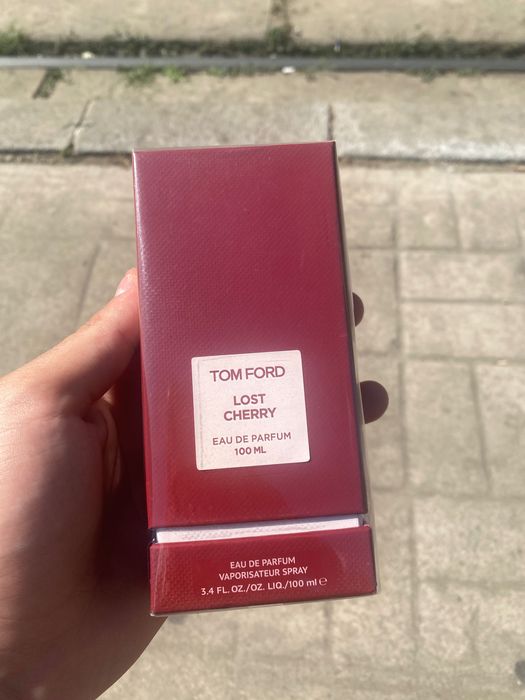 TOM FORD
LOST
CHERRY
EAU DE PARFUM
100 ML
EAU DE PARFUM
VAPORISATEUR SPRAY
3.4 FL. OZ./OZ. LIQ./100 ml ℮